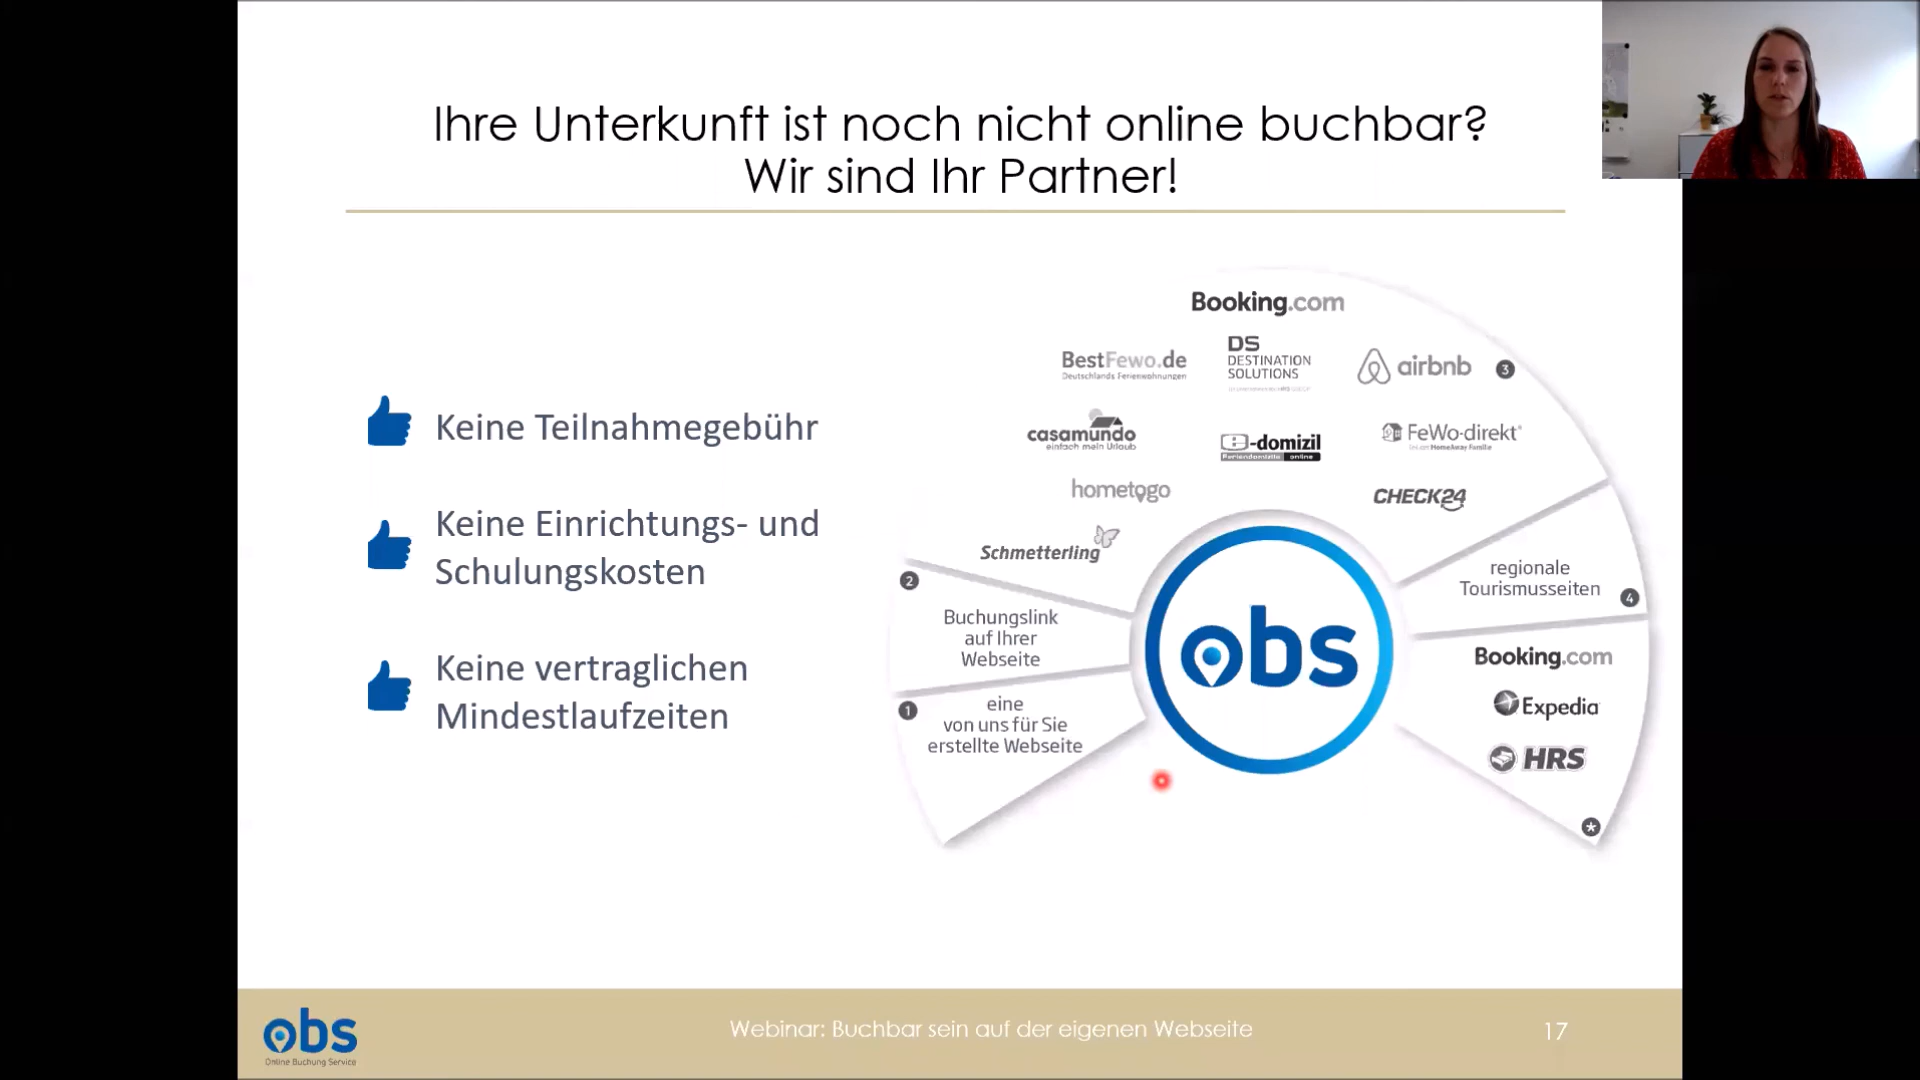 Ihre Unterkunft ist noch nicht online buchbar?
Wir sind Ihr Partner!
Keine Teilnahmegebühr
Keine Einrichtungs- und
Schulungskosten
Keine vertraglichen
Mindestlaufzeiten
Booking.com
BestFewo.de
Deutschlands Ferienwohnungen
DS
DESTINATION
SOLUTIONS
airbnb
3
casamundo
einfach mein Urlaub
e-domizil
Feriendomizile online
FeWo-direkt
hometogo
CHECK24
Schmetterling
2
Buchungslink
auf Ihrer
Webseite
1
eine
von uns für Sie
erstellte Webseite
obs
regionale
Tourismusseiten
4
Booking.com
Expedia
HRS
*
obs
Online Buchung Service
Webinar: Buchbar sein auf der eigenen Webseite
17